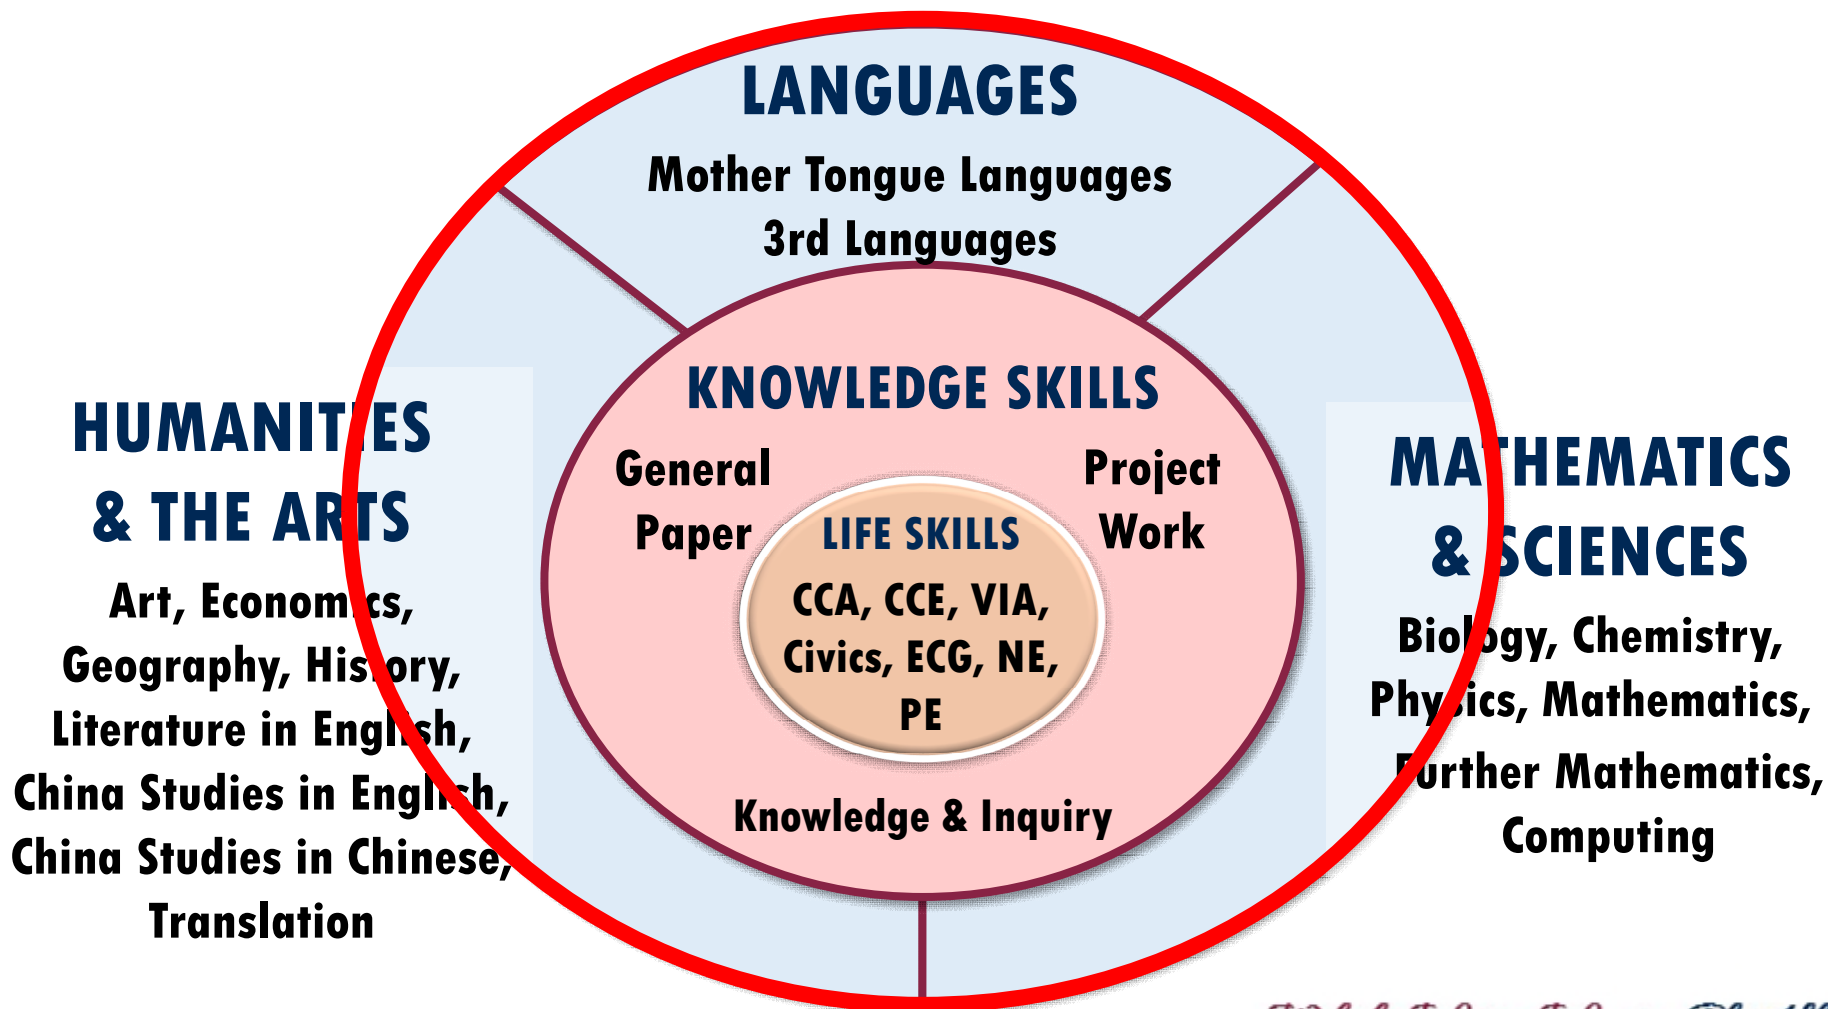 LANGUAGES
Mother Tongue Languages
3rd Languages
KNOWLEDGE SKILLS
General
Paper
Project
Work
LIFE SKILLS
CCA, CCE, VIA,
Civics, ECG, NE,
PE
Knowledge & Inquiry
HUMANITIES
& THE ARTS
Art, Economics,
Geography, History,
Literature in English,
China Studies in English,
China Studies in Chinese,
Translation
MATHEMATICS
& SCIENCES
Biology, Chemistry,
Physics, Mathematics,
Further Mathematics,
Computing